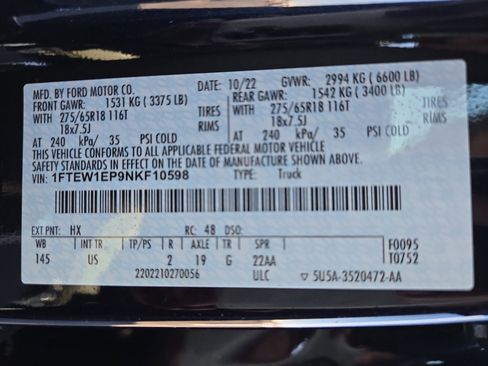 MFD. BY FORD MOTOR CO. DATE: 10/22 GVWR: 2994 KG ( 6600 LB)
FRONT GAWR: 1531 KG ( 3375 LB) REAR GAWR: 1542 KG ( 3400 LB)
WITH 275/65R18 116T TIRES WITH 275/65R18 116T TIRES
18x7.5J RIMS 18x7.5J RIMS
AT 240 kPa/ 35 PSI COLD AT 240 kPa/ 35 PSI COLD
THIS VEHICLE CONFORMS TO ALL APPLICABLE FEDERAL MOTOR VEHICLE
SAFETY STANDARDS IN EFFECT ON THE DATE OF MANUFACTURE SHOWN ABOVE.
VIN: 1FTEW1EP9NKF10598 TYPE: Truck
EXT PNT: HX RC: 48 DSO:
WB INT TR TP/PS R AXLE TR SPR F0095
145 US 2 19 G 22AA T0752
2202210270056 ULC ▽ 5U5A-3520472-AA